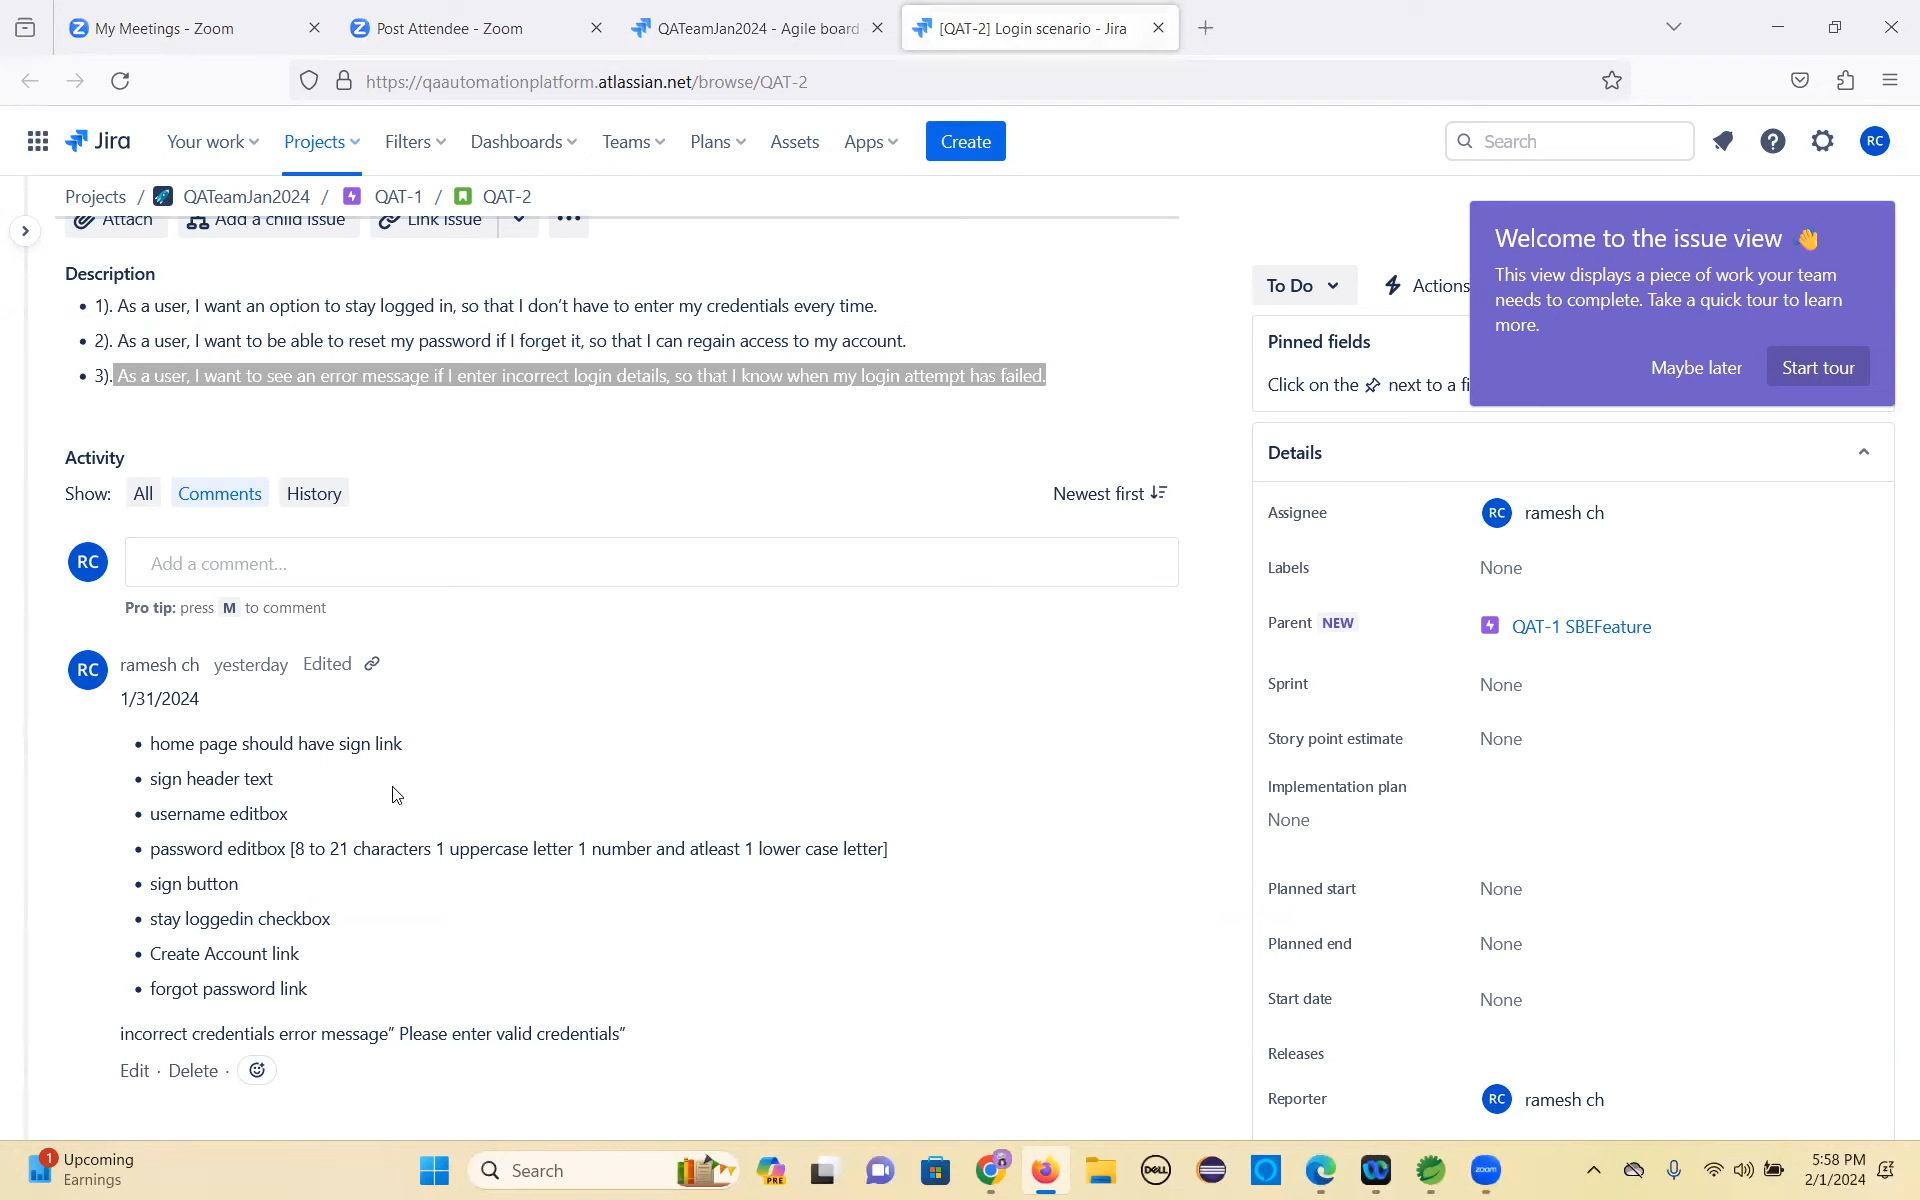 My Meetings - Zoom
Post Attendee - Zoom
QATeamJan2024 - Agile board
[QAT-2] Login scenario - Jira
https://qaautomationplatform.atlassian.net/browse/QAT-2
Jira
Your work
Projects
Filters
Dashboards
Teams
Plans
Assets
Apps
Create
Search
RC
Projects / QATeamJan2024 / QAT-1 / QAT-2
Attach
Add a child issue
Link issue
Description
1). As a user, I want an option to stay logged in, so that I don’t have to enter my credentials every time.
2). As a user, I want to be able to reset my password if I forget it, so that I can regain access to my account.
3). As a user, I want to see an error message if I enter incorrect login details, so that I know when my login attempt has failed.
Activity
Show: All Comments History
Newest first
RC
Add a comment...
Pro tip: press M to comment
RC
ramesh ch yesterday Edited
1/31/2024
home page should have sign link
sign header text
username editbox
password editbox [8 to 21 characters 1 uppercase letter 1 number and atleast 1 lower case letter]
sign button
stay loggedin checkbox
Create Account link
forgot password link
incorrect credentials error message” Please enter valid credentials”
Edit · Delete ·
To Do
Actions
Welcome to the issue view 👋
This view displays a piece of work your team
needs to complete. Take a quick tour to learn
more.
Maybe later
Start tour
Pinned fields
Click on the next to a fi
Details
Assignee
RC ramesh ch
Labels
None
Parent NEW
QAT-1 SBEFeature
Sprint
None
Story point estimate
None
Implementation plan
None
Planned start
None
Planned end
None
Start date
None
Releases
Reporter
RC ramesh ch
1
Upcoming
Earnings
Search
PRE
DELL
zoom
5:58 PM
2/1/2024